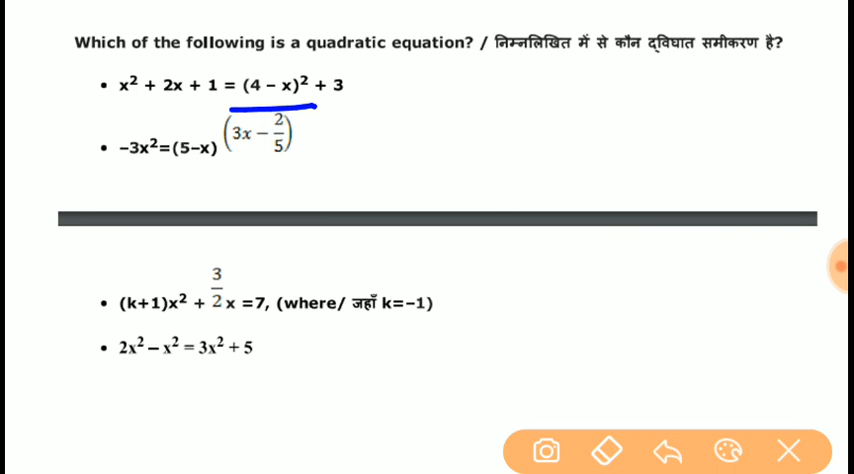 Which of the following is a quadratic equation? / निम्नलिखित में से कौन द्विघात समीकरण है?
• x² + 2x + 1 = (4 – x)² + 3
• –3x²=(5–x) (3x – 2/5)
• (k+1)x² + 3/2 x =7, (where/ जहाँ k=–1)
• 2x² – x² = 3x² + 5